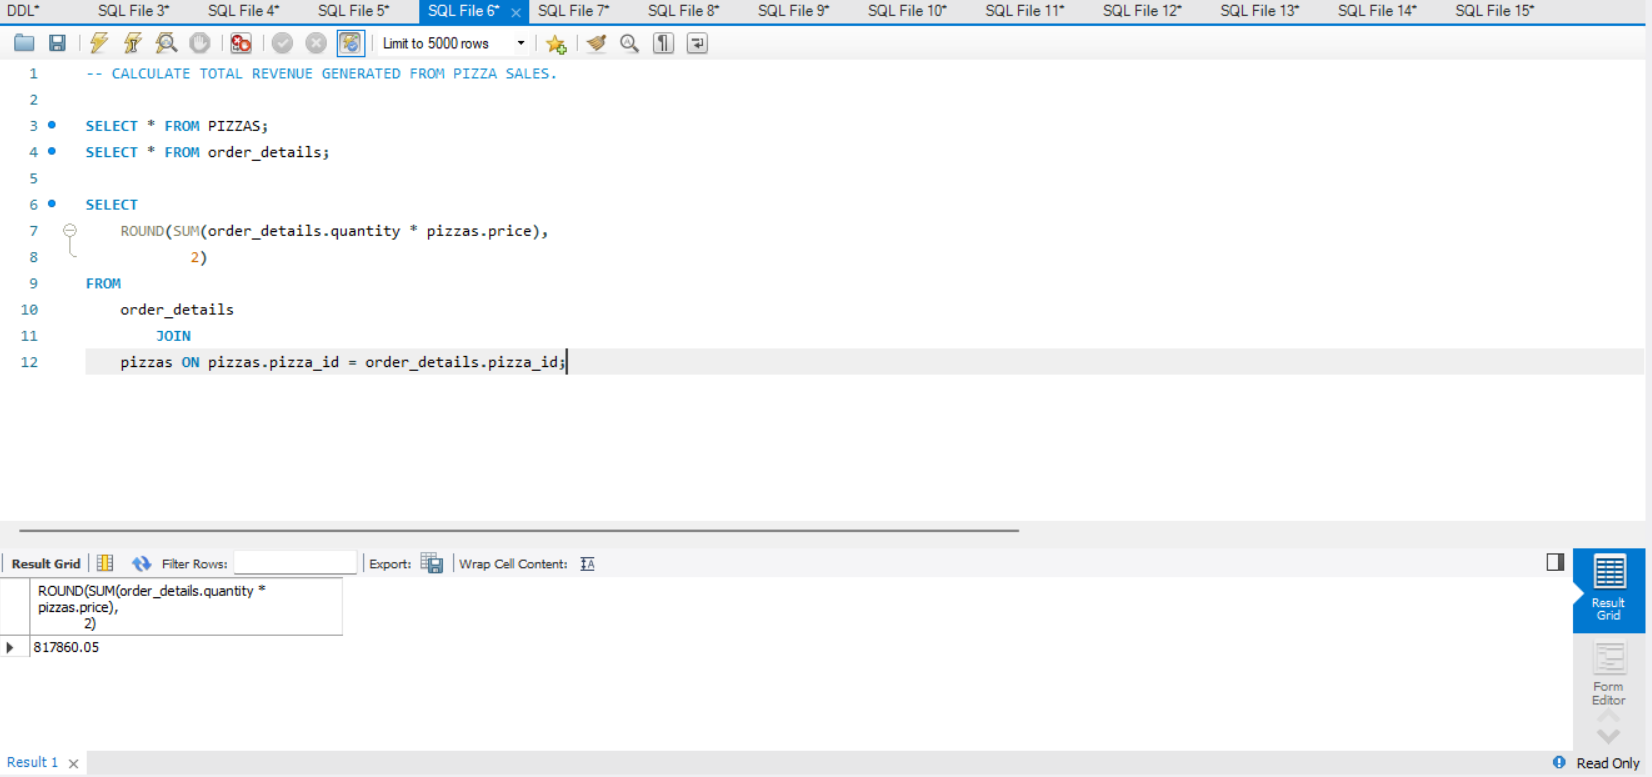 DDL* SQL File 3* SQL File 4* SQL File 5* SQL File 6* SQL File 7* SQL File 8* SQL File 9* SQL File 10* SQL File 11* SQL File 12* SQL File 13* SQL File 14* SQL File 15*
Limit to 5000 rows
1 -- CALCULATE TOTAL REVENUE GENERATED FROM PIZZA SALES.
2
3 SELECT * FROM PIZZAS;
4 SELECT * FROM order_details;
5
6 SELECT
7 ROUND(SUM(order_details.quantity * pizzas.price),
8 2)
9 FROM
10 order_details
11 JOIN
12 pizzas ON pizzas.pizza_id = order_details.pizza_id;
Result Grid Filter Rows: Export: Wrap Cell Content:
ROUND(SUM(order_details.quantity *
pizzas.price),
2)
817860.05
Result
Grid
Form
Editor
Result 1 Read Only